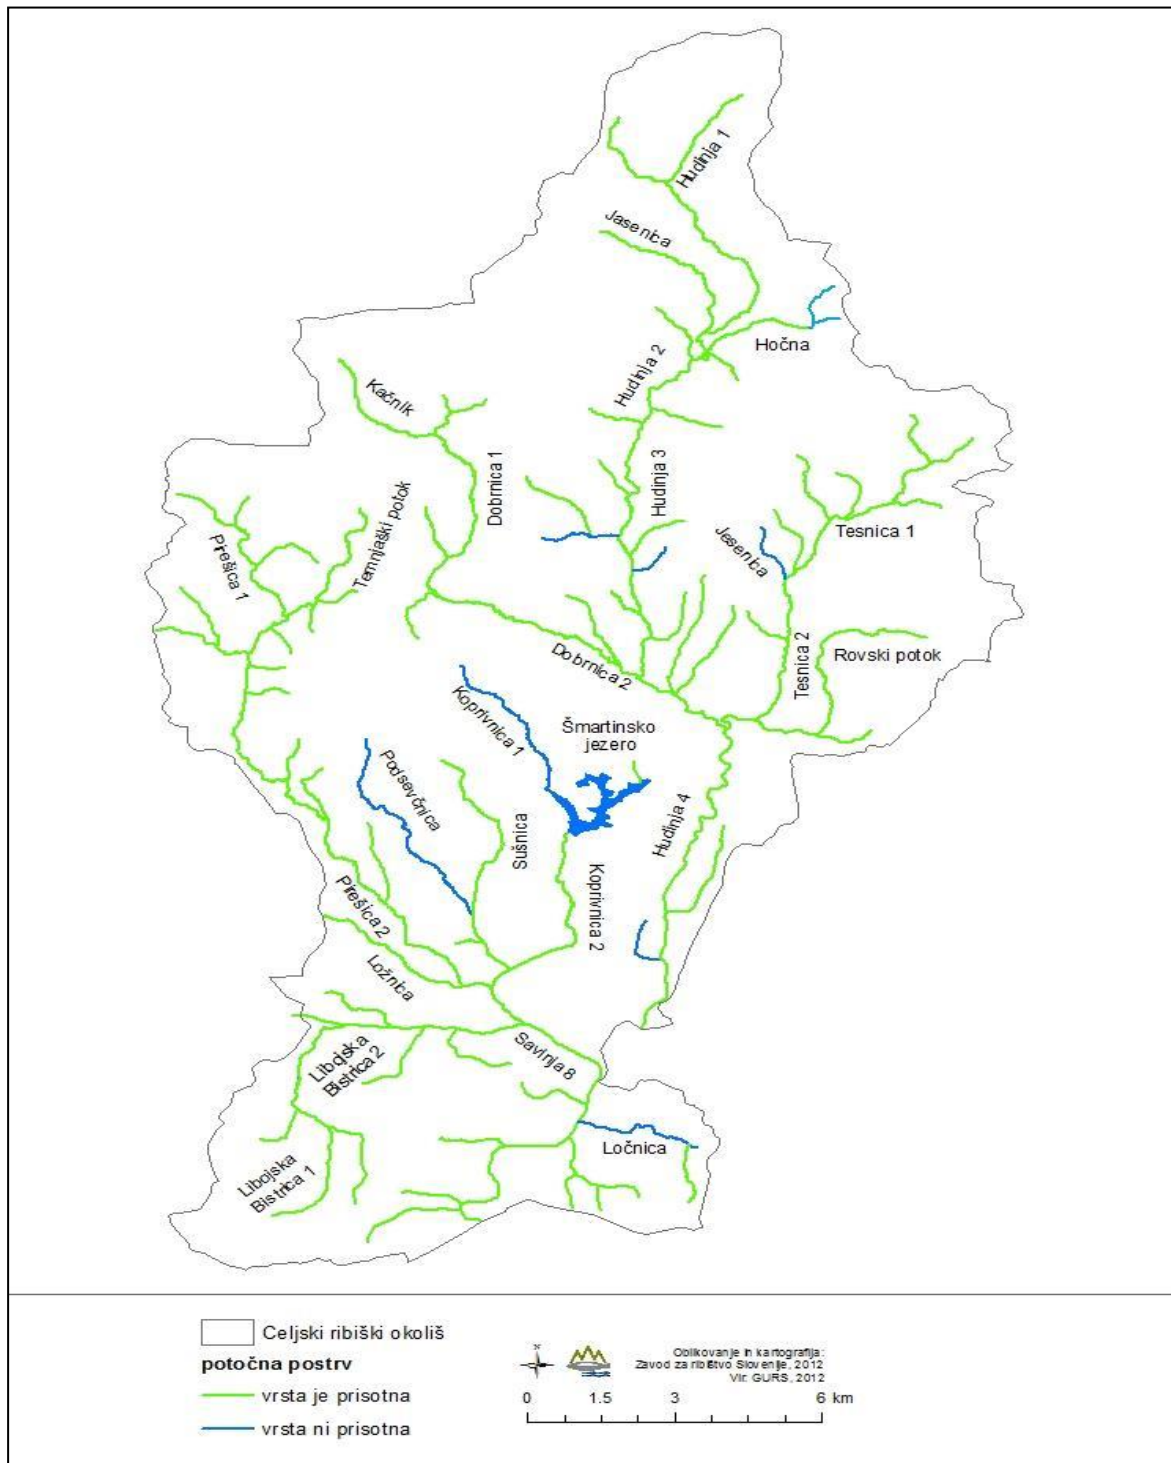 Hudinja 1
Jasenica
Hočna
Hudinja 2
Kačnik
Dobrnica 1
Hudinja 3
Temnjaški potok
Pirešica 1
Tesnica 1
Jesenica
Tesnica 2
Rovski potok
Dobrnica 2
Koprivnica 1
Šmartinsko
jezero
Podsevčnica
Sušnica
Hudinja 4
Koprivnica 2
Pirešica 2
Ložnica
Libojska
Bistrica 2
Savinja 8
Ločnica
Libojska
Bistrica 1
Celjski ribiški okoliš
potočna postrv
vrsta je prisotna
vrsta ni prisotna
N
Oblikovanje in kartografija:
Zavod za ribištvo Slovenije, 2012
Vir: GURS, 2012
0 1.5 3 6 km